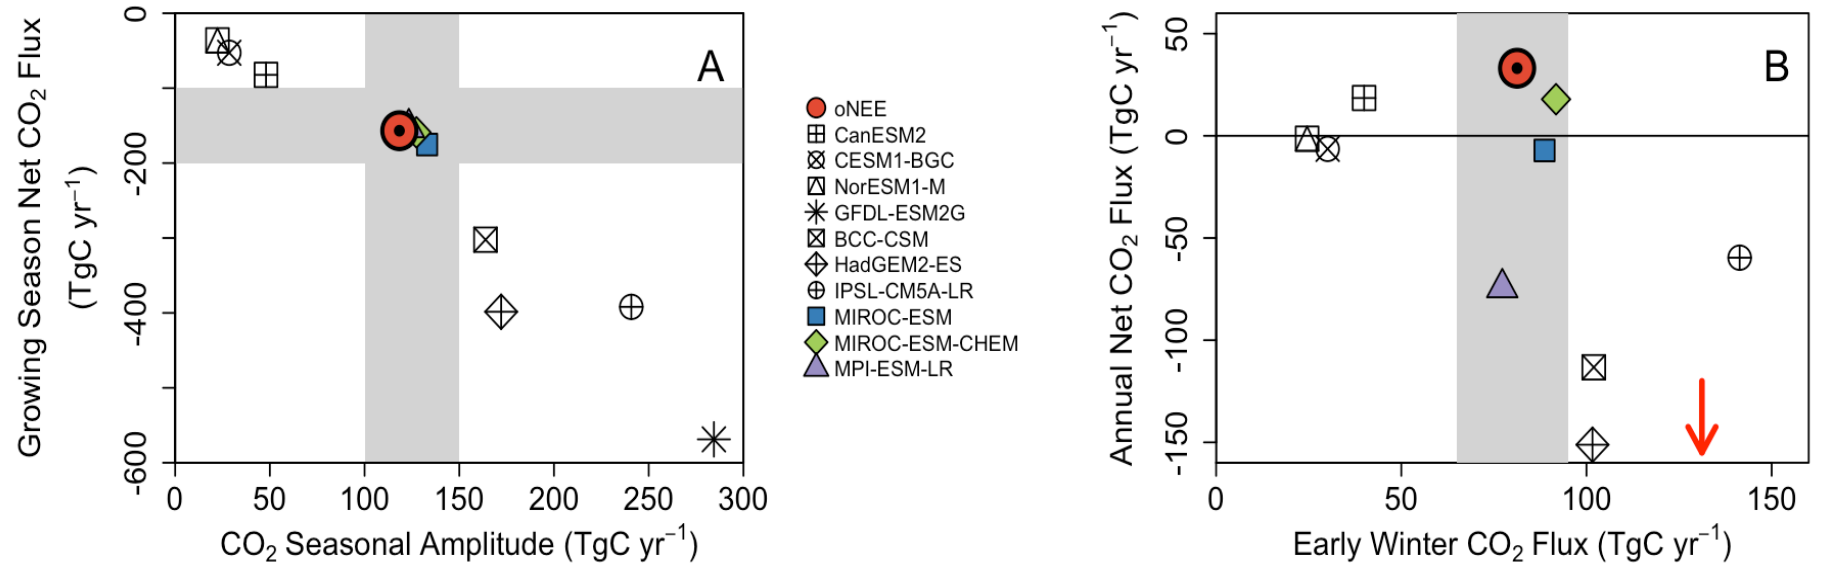 Growing Season Net CO₂ Flux
(TgC yr⁻¹)
0
-200
-400
-600
A
0 50 100 150 200 250 300
CO₂ Seasonal Amplitude (TgC yr⁻¹)
oNEE
CanESM2
CESM1-BGC
NorESM1-M
GFDL-ESM2G
BCC-CSM
HadGEM2-ES
IPSL-CM5A-LR
MIROC-ESM
MIROC-ESM-CHEM
MPI-ESM-LR
Annual Net CO₂ Flux (TgC yr⁻¹)
50
0
-50
-100
-150
B
0 50 100 150
Early Winter CO₂ Flux (TgC yr⁻¹)